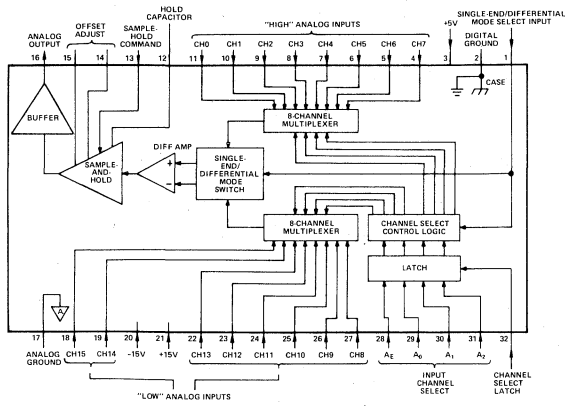 HOLD CAPACITOR
SAMPLE-HOLD COMMAND
OFFSET ADJUST
ANALOG OUTPUT
"HIGH" ANALOG INPUTS
SINGLE-END/DIFFERENTIAL MODE SELECT INPUT
DIGITAL GROUND
+5V
CH0 CH1 CH2 CH3 CH4 CH5 CH6 CH7
16 15 14 13 12 11 10 9 8 7 6 5 4 3 2 1
CASE
BUFFER
8-CHANNEL MULTIPLEXER
DIFF AMP
+
−
SAMPLE-AND-HOLD
SINGLE-END/DIFFERENTIAL MODE SWITCH
8-CHANNEL MULTIPLEXER
CHANNEL SELECT CONTROL LOGIC
LATCH
A
17 18 19 20 21 22 23 24 25 26 27 28 29 30 31 32
ANALOG GROUND
CH15 CH14 -15V +15V CH13 CH12 CH11 CH10 CH9 CH8 AE A0 A1 A2
CHANNEL SELECT LATCH
INPUT CHANNEL SELECT
"LOW" ANALOG INPUTS